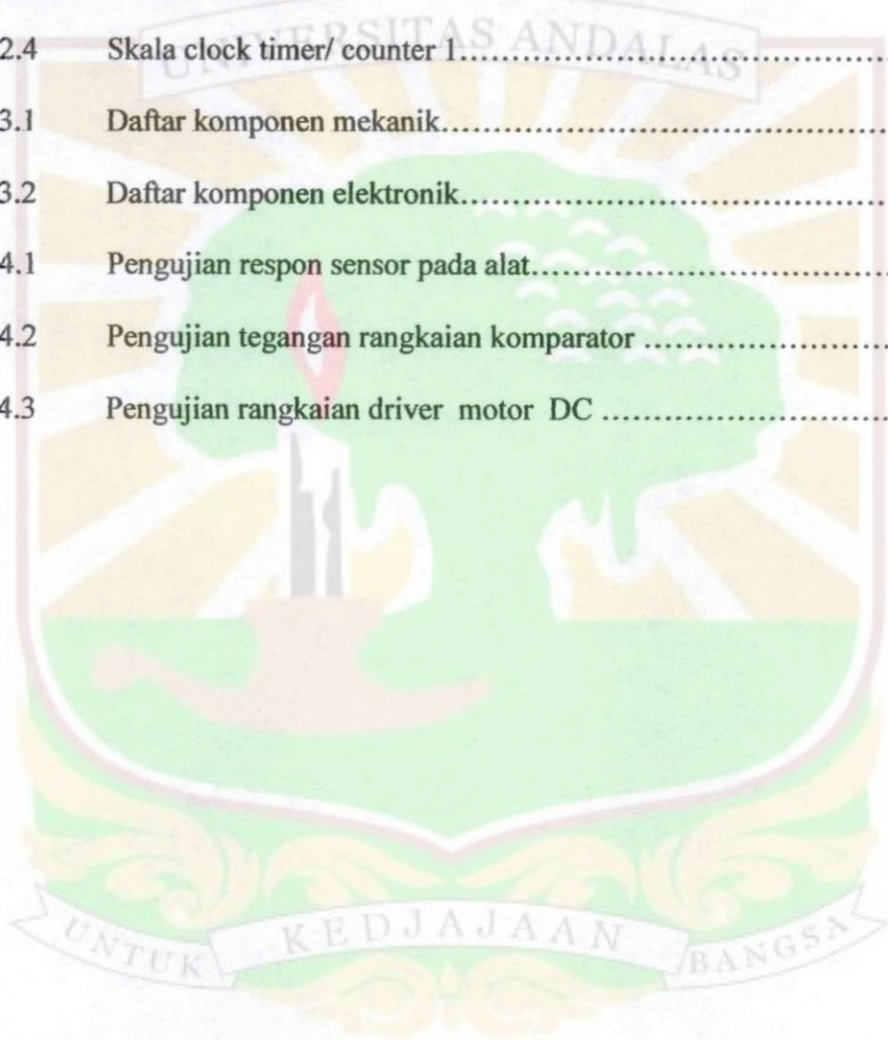 UNIVERSITAS ANDALAS
2.4 Skala clock timer/ counter 1................................................
3.1 Daftar komponen mekanik..................................................
3.2 Daftar komponen elektronik................................................
4.1 Pengujian respon sensor pada alat........................................
4.2 Pengujian tegangan rangkaian komparator ...........................
4.3 Pengujian rangkaian driver motor DC ................................
UNTUK KEDJAJAAN BANGSA